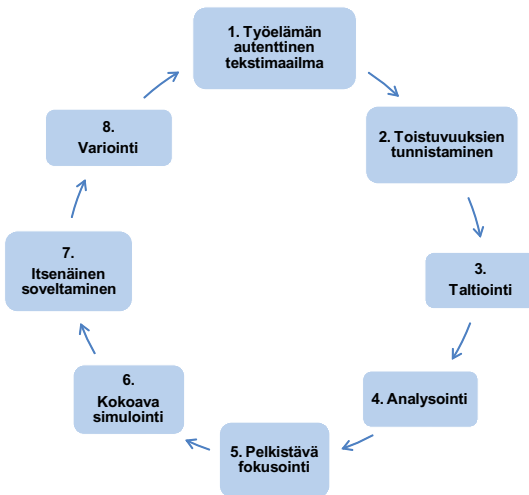 1. Työelämän
autenttinen
tekstimaailma
2. Toistuvuuksien
tunnistaminen
3.
Taltiointi
4. Analysointi
5. Pelkistävä
fokusointi
6.
Kokoava
simulointi
7.
Itsenäinen
soveltaminen
8.
Variointi